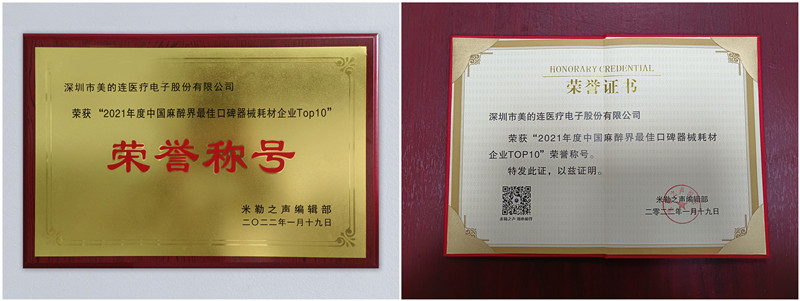 深圳市美的连医疗电子股份有限公司
荣获“2021年度中国麻醉界最佳口碑器械耗材企业Top10”
荣誉称号
米勒之声编辑部
二〇二二年一月十九日
HONORARY CREDENTIAL
荣誉证书
深圳市美的连医疗电子股份有限公司
荣获“2021年度中国麻醉界最佳口碑器械耗材
企业TOP10”荣誉称号。
特发此证，以兹证明。
米勒之声编辑部
二零二二年一月十九日